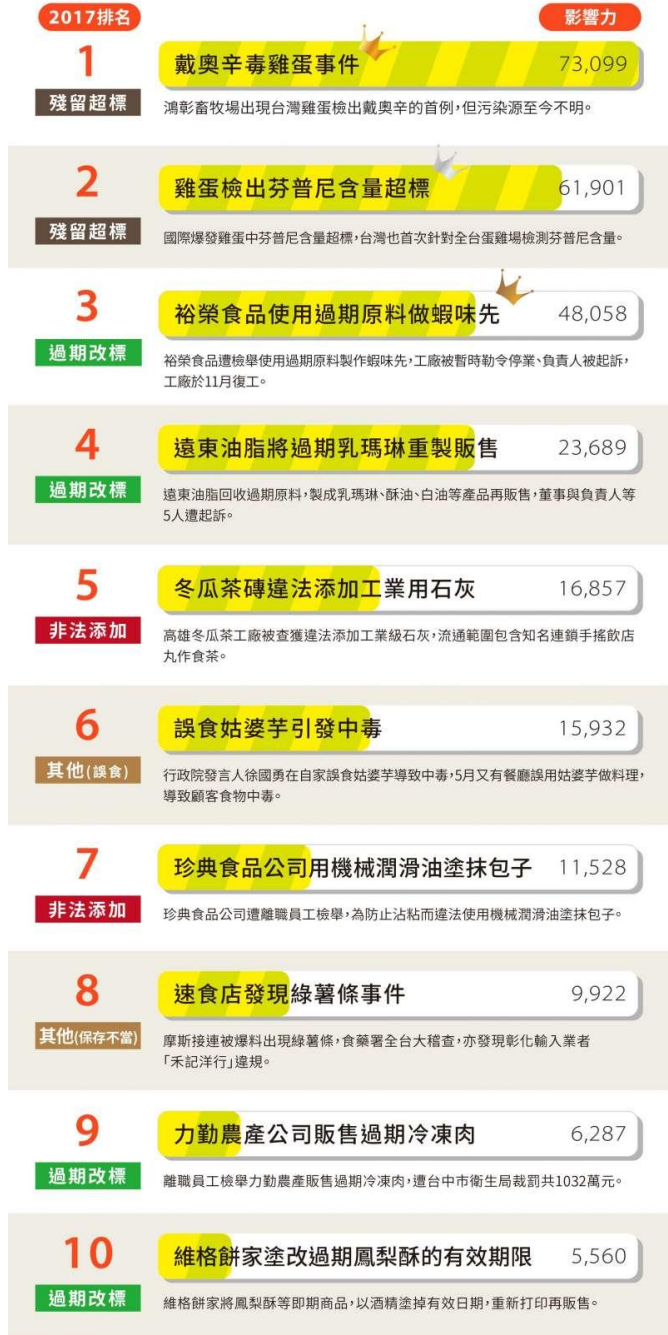 2017排名
影響力
1
戴奧辛毒雞蛋事件
73,099
殘留超標
鴻彰畜牧場出現台灣雞蛋檢出戴奧辛的首例,但污染源至今不明。
2
雞蛋檢出芬普尼含量超標
61,901
殘留超標
國際爆發雞蛋中芬普尼含量超標,台灣也首次針對全台蛋雞場檢測芬普尼含量。
3
裕榮食品使用過期原料做蝦味先
48,058
過期改標
裕榮食品遭檢舉使用過期原料製作蝦味先,工廠被暫時勒令停業、負責人被起訴,
工廠於11月復工。
4
遠東油脂將過期乳瑪琳重製販售
23,689
過期改標
遠東油脂回收過期原料,製成乳瑪琳、酥油、白油等產品再販售,董事與負責人等
5人遭起訴。
5
冬瓜茶磚違法添加工業用石灰
16,857
非法添加
高雄冬瓜茶工廠被查獲違法添加工業級石灰,流通範圍包含知名連鎖手搖飲店
丸作食茶。
6
誤食姑婆芋引發中毒
15,932
其他(誤食)
行政院發言人徐國勇在自家誤食姑婆芋導致中毒,5月又有餐廳誤用姑婆芋做料理,
導致顧客食物中毒。
7
珍典食品公司用機械潤滑油塗抹包子
11,528
非法添加
珍典食品公司遭離職員工檢舉,為防止沾粘而違法使用機械潤滑油塗抹包子。
8
速食店發現綠薯條事件
9,922
其他(保存不當)
摩斯接連被爆料出現綠薯條,食藥署全台大稽查,亦發現彰化輸入業者
「禾記洋行」違規。
9
力勤農產公司販售過期冷凍肉
6,287
過期改標
離職員工檢舉力勤農產販售過期冷凍肉,遭台中市衛生局裁罰共1032萬元。
10
維格餅家塗改過期鳳梨酥的有效期限
5,560
過期改標
維格餅家將鳳梨酥等即期商品,以酒精塗掉有效日期,重新打印再販售。